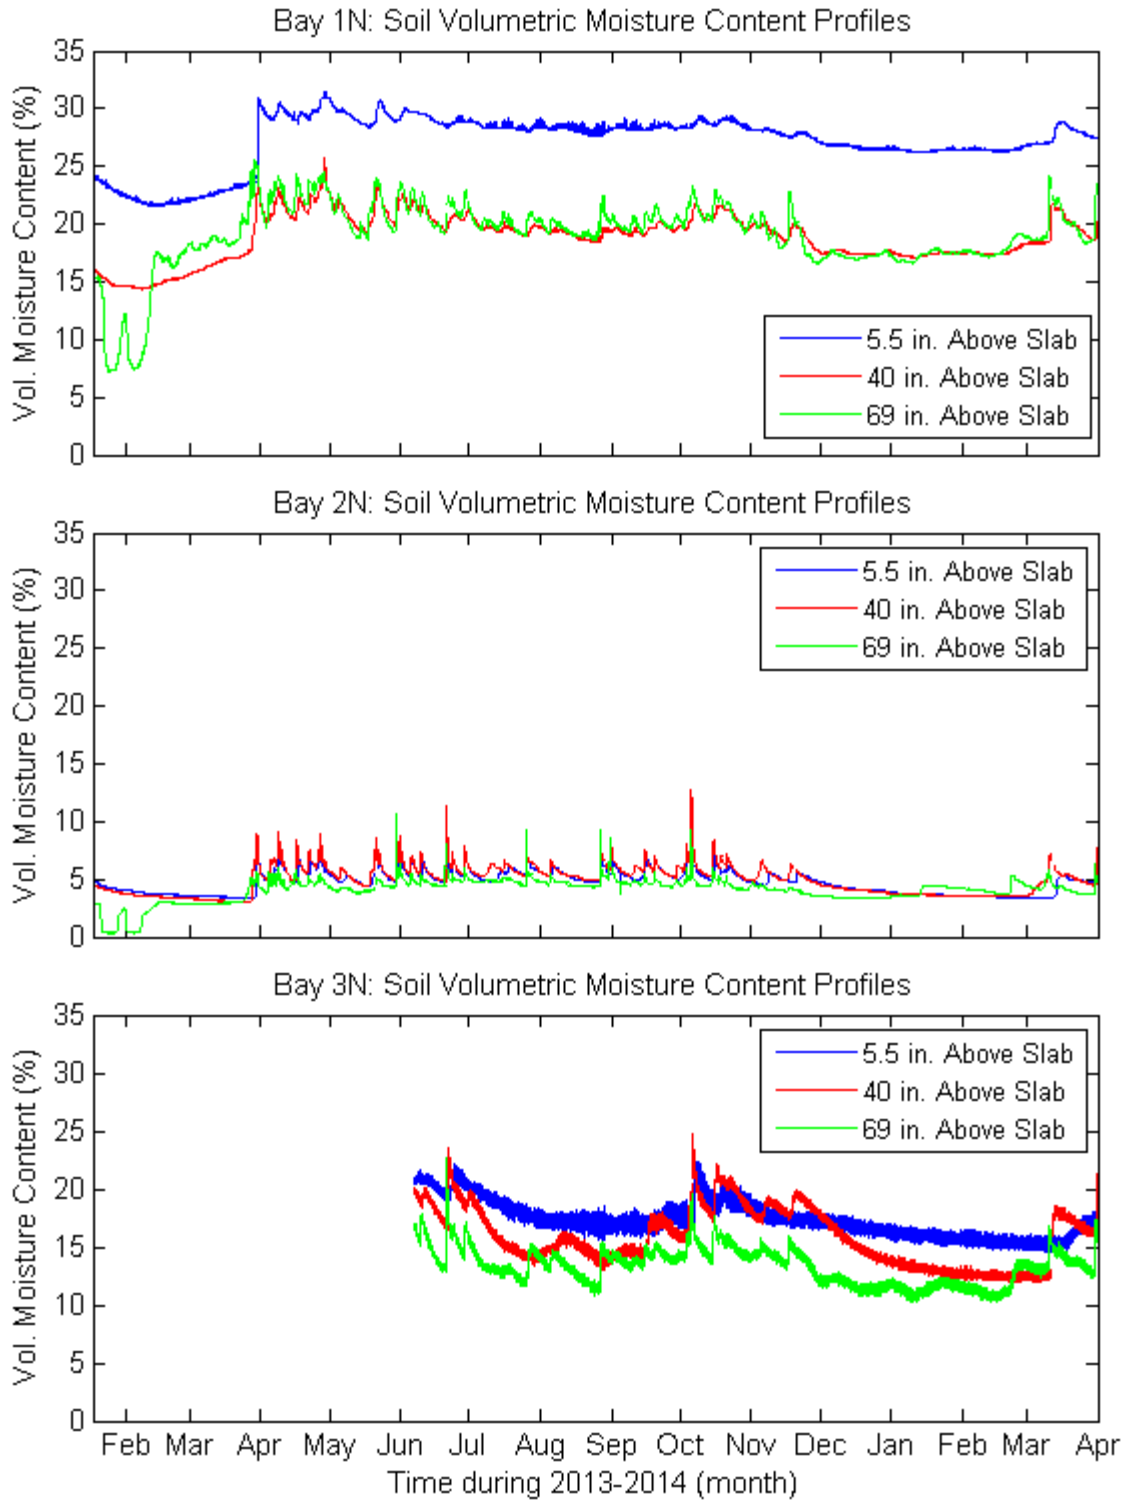 Bay 1N: Soil Volumetric Moisture Content Profiles
Vol. Moisture Content (%)
35
30
25
20
15
10
5
0
5.5 in. Above Slab
40 in. Above Slab
69 in. Above Slab
Bay 2N: Soil Volumetric Moisture Content Profiles
Vol. Moisture Content (%)
35
30
25
20
15
10
5
0
5.5 in. Above Slab
40 in. Above Slab
69 in. Above Slab
Bay 3N: Soil Volumetric Moisture Content Profiles
Vol. Moisture Content (%)
35
30
25
20
15
10
5
0
5.5 in. Above Slab
40 in. Above Slab
69 in. Above Slab
Feb Mar Apr May Jun Jul Aug Sep Oct Nov Dec Jan Feb Mar Apr
Time during 2013-2014 (month)